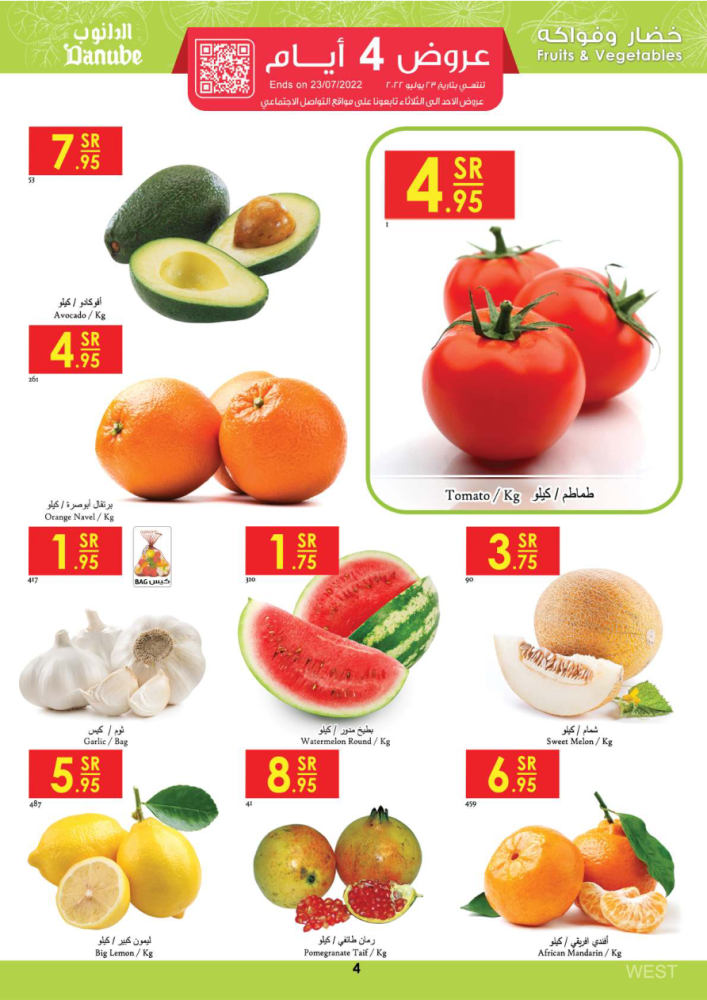 الدانوب
Danube
عروض 4 أيــام
Ends on 23/07/2022
تنتهــي بتاريخ ٢٣ يوليو ٢٠٢٢
عروض الاحد الى الثلاثاء تابعونا على مواقع التواصل الاجتماعي
خضار وفواكه
Fruits & Vegetables
7.95 SR
53
أفوكادو / كيلو
Avocado / Kg
4.95 SR
1
طماطم / كيلو
Tomato / Kg
4.95 SR
261
برتقال أبوصرة / كيلو
Orange Navel / Kg
1.95 SR
417
BAG كـيـس
ثوم / كيس
Garlic / Bag
1.75 SR
310
بطيخ مدور / كيلو
Watermelon Round / Kg
3.75 SR
90
شمام / كيلو
Sweet Melon / Kg
5.95 SR
487
ليمون كبير / كيلو
Big Lemon / Kg
8.95 SR
41
رمان طائفي / كيلو
Pomegranate Taif / Kg
6.95 SR
459
أفندي افريقي / كيلو
African Mandarin / Kg
4
WEST